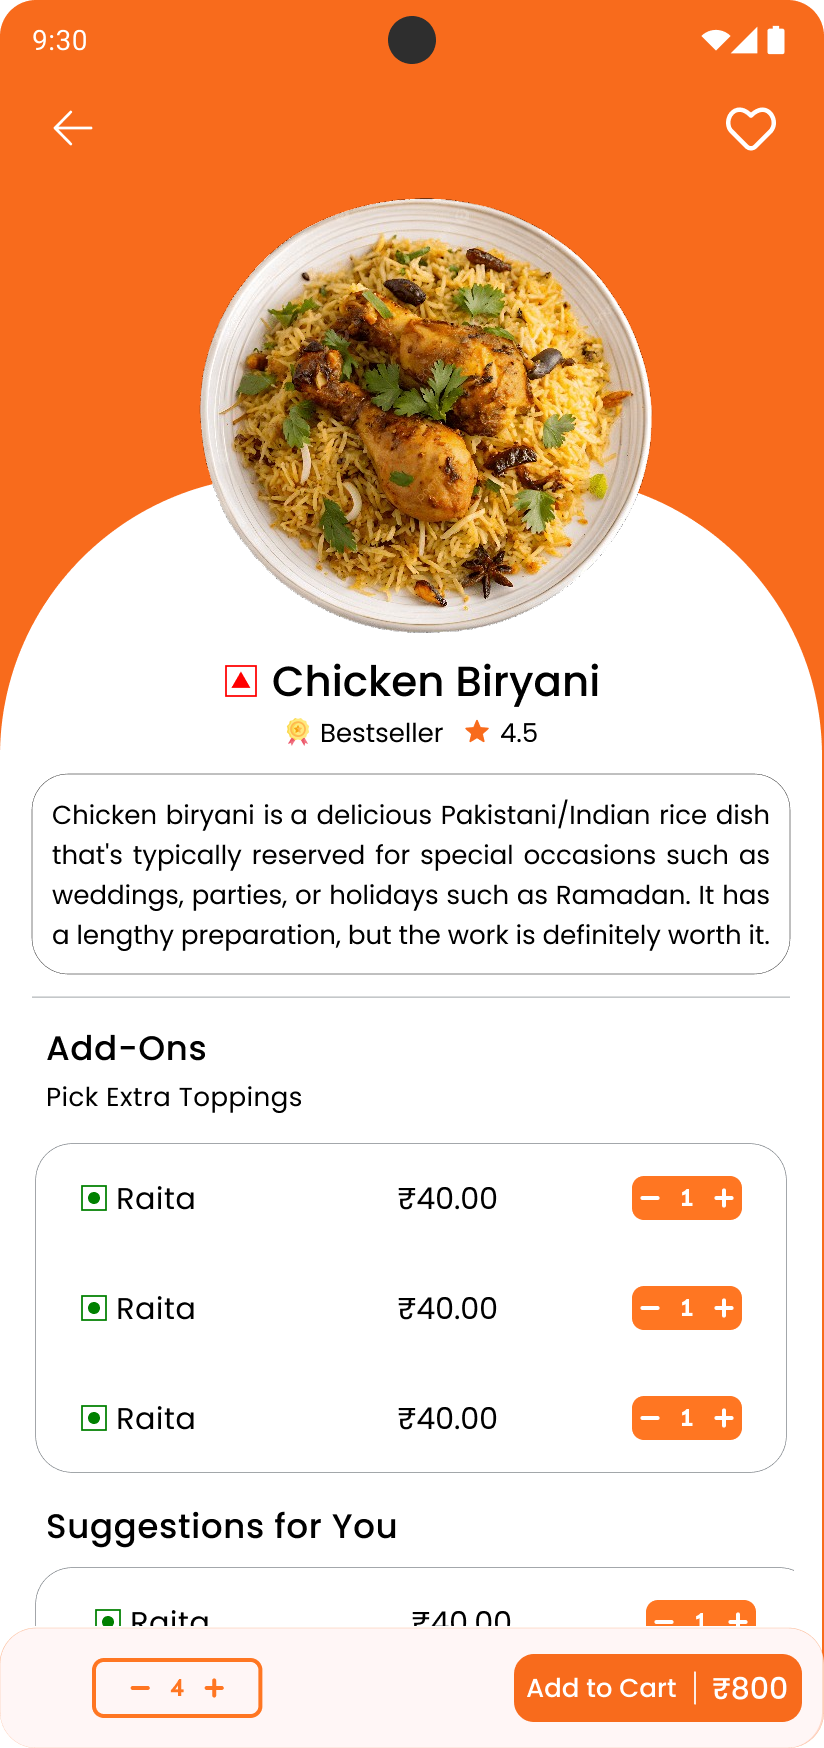 9:30
Chicken Biryani
Bestseller 4.5
Chicken biryani is a delicious Pakistani/Indian rice dish
that's typically reserved for special occasions such as
weddings, parties, or holidays such as Ramadan. It has
a lengthy preparation, but the work is definitely worth it.
Add-Ons
Pick Extra Toppings
Raita ₹40.00 − 1 +
Raita ₹40.00 − 1 +
Raita ₹40.00 − 1 +
Suggestions for You
Raita ₹40.00 − 1 +
− 4 + Add to Cart | ₹800